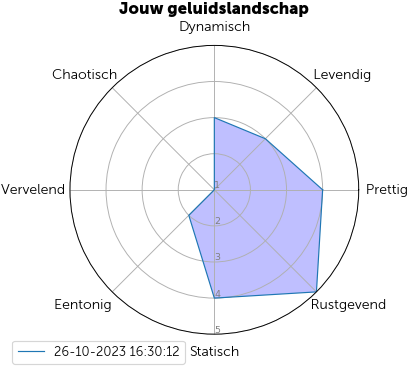 Jouw geluidslandschap
Dynamisch
Chaotisch
Levendig
Vervelend
Prettig
1
2
3
4
5
Eentonig
Rustgevend
Statisch
26-10-2023 16:30:12